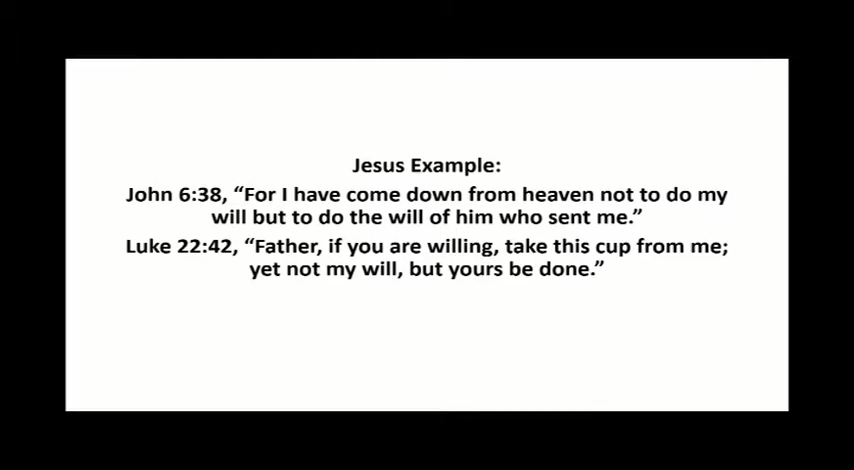 Jesus Example:
John 6:38, “For I have come down from heaven not to do my
will but to do the will of him who sent me.”
Luke 22:42, “Father, if you are willing, take this cup from me;
yet not my will, but yours be done.”